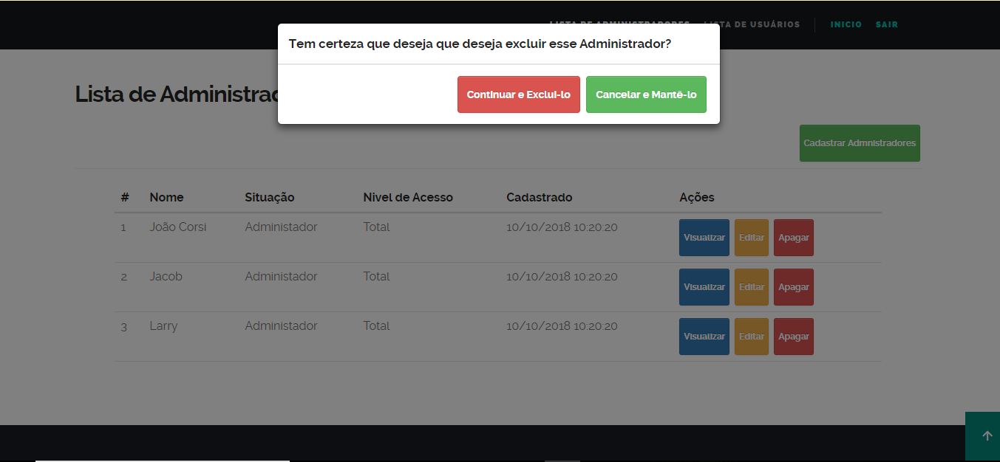 LISTA DE ADMINISTRADORES LISTA DE USUÁRIOS INICIO SAIR
Tem certeza que deseja que deseja excluir esse Administrador?
Continuar e Exclui-lo Cancelar e Mantê-lo
Lista de Administrad
Cadastrar Admnistradores
# Nome Situação Nivel de Acesso Cadastrado Ações
1 João Corsi Administador Total 10/10/2018 10:20:20 Visualizar Editar Apagar
2 Jacob Administador Total 10/10/2018 10:20:20 Visualizar Editar Apagar
3 Larry Administador Total 10/10/2018 10:20:20 Visualizar Editar Apagar